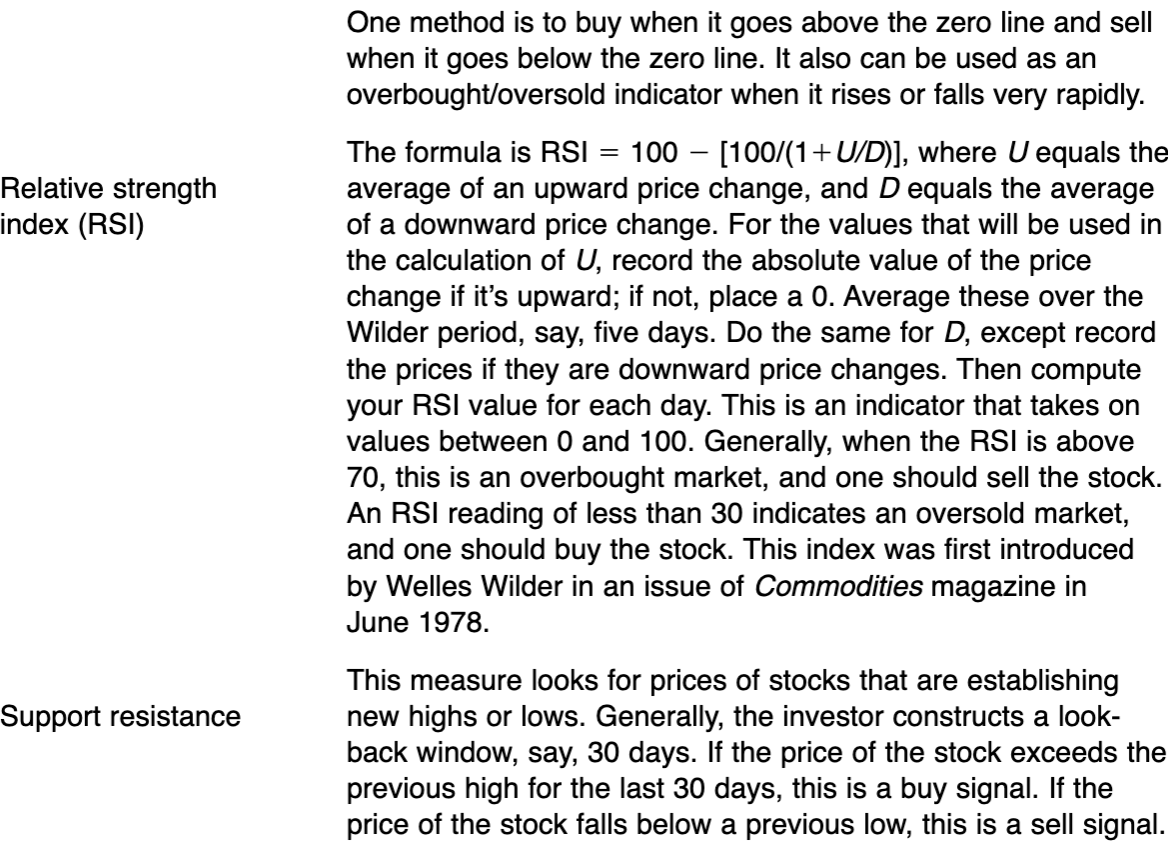 One method is to buy when it goes above the zero line and sell
when it goes below the zero line. It also can be used as an
overbought/oversold indicator when it rises or falls very rapidly.
Relative strength
index (RSI)
The formula is RSI = 100 − [100/(1+U/D)], where U equals the
average of an upward price change, and D equals the average
of a downward price change. For the values that will be used in
the calculation of U, record the absolute value of the price
change if it’s upward; if not, place a 0. Average these over the
Wilder period, say, five days. Do the same for D, except record
the prices if they are downward price changes. Then compute
your RSI value for each day. This is an indicator that takes on
values between 0 and 100. Generally, when the RSI is above
70, this is an overbought market, and one should sell the stock.
An RSI reading of less than 30 indicates an oversold market,
and one should buy the stock. This index was first introduced
by Welles Wilder in an issue of Commodities magazine in
June 1978.
Support resistance
This measure looks for prices of stocks that are establishing
new highs or lows. Generally, the investor constructs a look-
back window, say, 30 days. If the price of the stock exceeds the
previous high for the last 30 days, this is a buy signal. If the
price of the stock falls below a previous low, this is a sell signal.